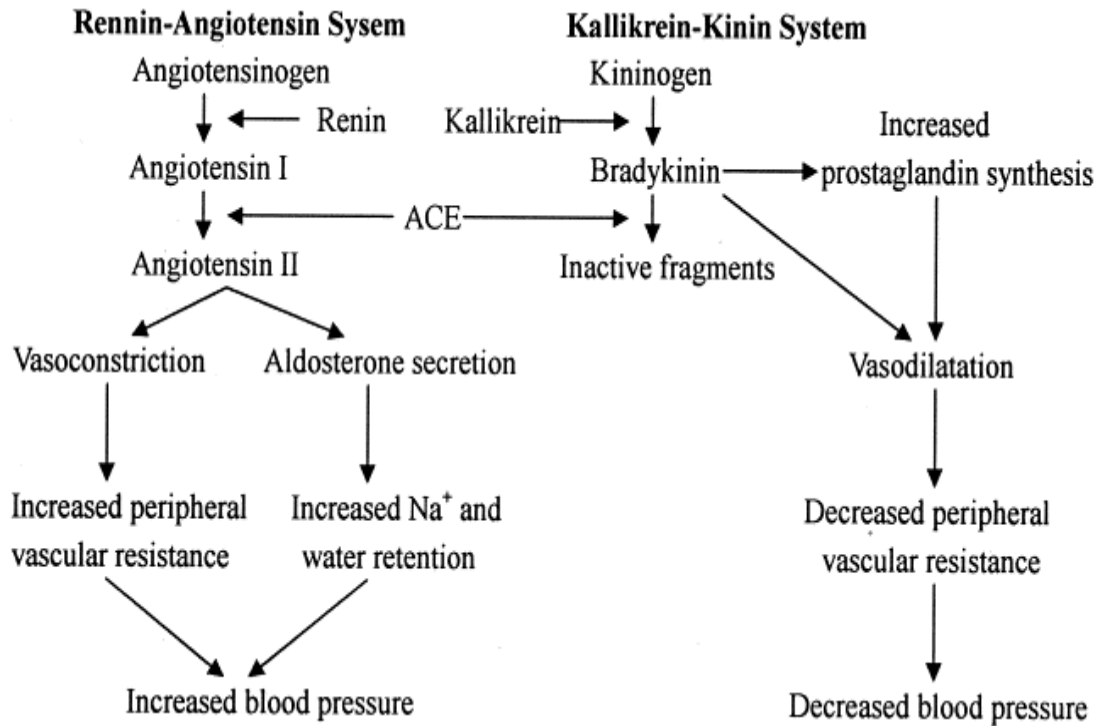 Rennin-Angiotensin Sysem
Kallikrein-Kinin System
Angiotensinogen
Kininogen
Renin
Kallikrein
Increased
prostaglandin synthesis
Angiotensin I
Bradykinin
ACE
Angiotensin II
Inactive fragments
Vasoconstriction
Aldosterone secretion
Vasodilatation
Increased peripheral
vascular resistance
Increased Na⁺ and
water retention
Decreased peripheral
vascular resistance
Increased blood pressure
Decreased blood pressure